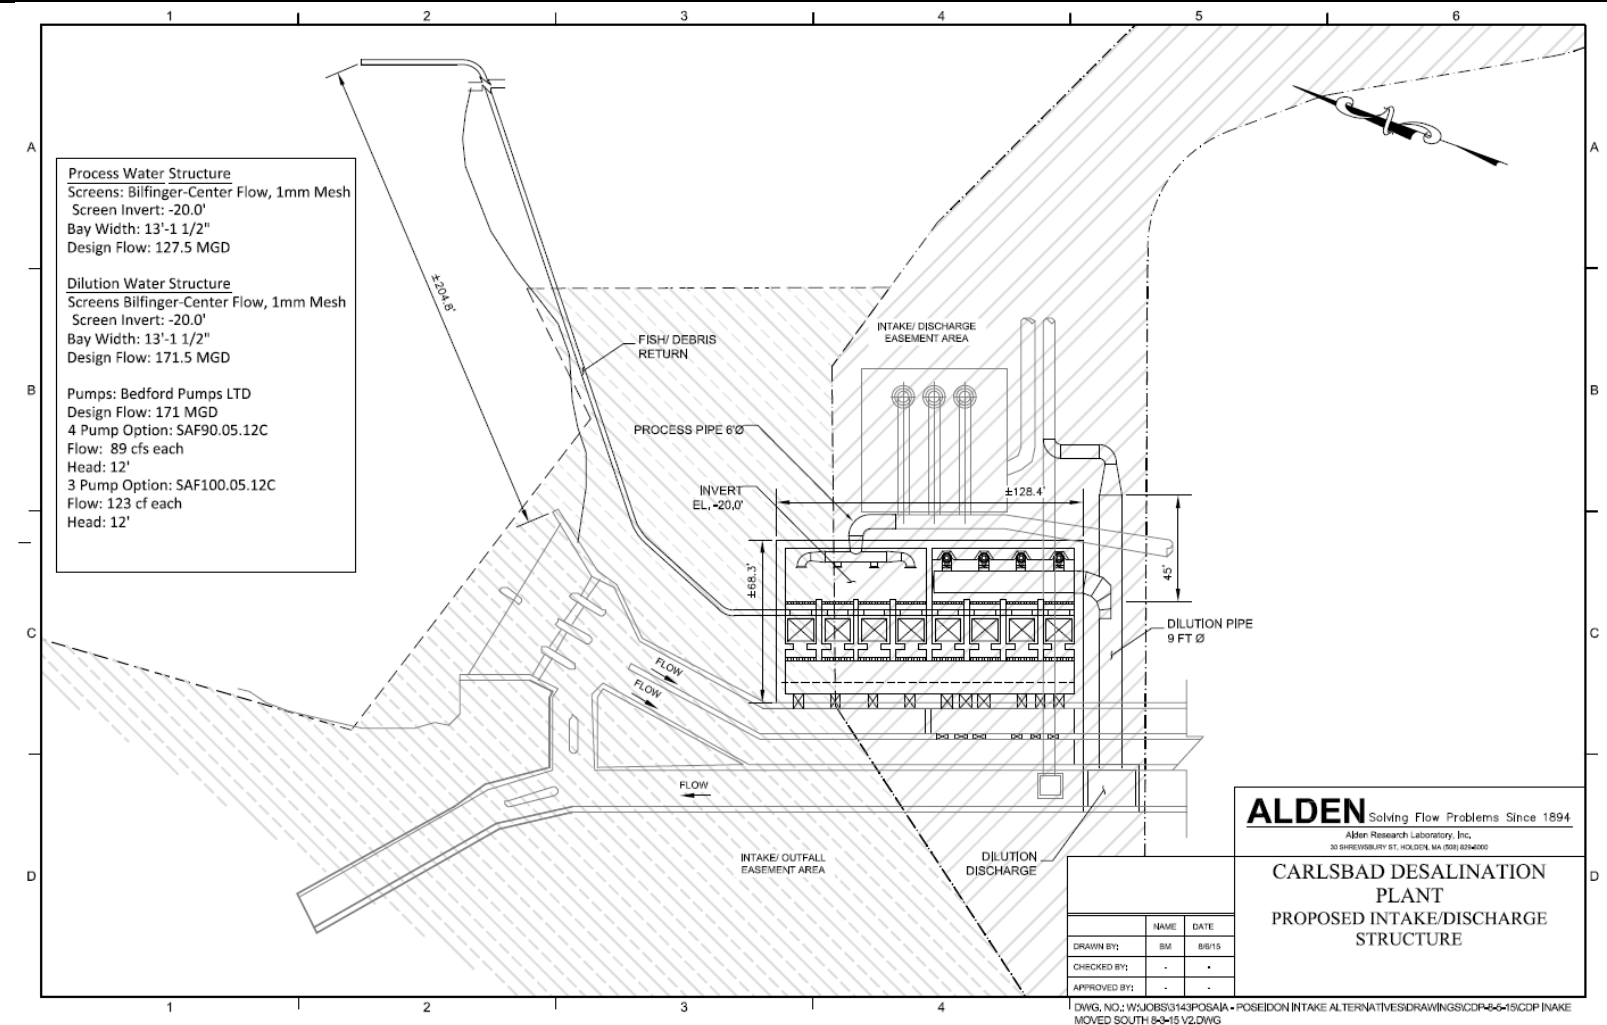 1 2 3 4 5 6
A A
B B
C C
D D
Process Water Structure
Screens: Bilfinger-Center Flow, 1mm Mesh
Screen Invert: -20.0'
Bay Width: 13'-1 1/2"
Design Flow: 127.5 MGD
Dilution Water Structure
Screens Bilfinger-Center Flow, 1mm Mesh
Screen Invert: -20.0'
Bay Width: 13'-1 1/2"
Design Flow: 171.5 MGD
Pumps: Bedford Pumps LTD
Design Flow: 171 MGD
4 Pump Option: SAF90.05.12C
Flow: 89 cfs each
Head: 12'
3 Pump Option: SAF100.05.12C
Flow: 123 cf each
Head: 12'
±204.8'
FISH/ DEBRIS
RETURN
INTAKE/ DISCHARGE
EASEMENT AREA
PROCESS PIPE 6'Ø
INVERT
EL, -20,0'
±128.4'
±68.3'
45'
DILUTION PIPE
9 FT Ø
FLOW
FLOW
FLOW
INTAKE/ OUTFALL
EASEMENT AREA
DILUTION
DISCHARGE
ALDEN Solving Flow Problems Since 1894
Alden Research Laboratory, Inc,
30 SHREWSBURY ST, HOLDEN, MA (508) 829-6000
CARLSBAD DESALINATION
PLANT
PROPOSED INTAKE/DISCHARGE
STRUCTURE
NAME DATE
DRAWN BY: BM 8/6/15
CHECKED BY: - -
APPROVED BY: - -
DWG, NO.: W:\JOBS\3143POSAIA - POSEIDON INTAKE ALTERNATIVES\DRAWINGS\CDP-8-5-15\CDP INAKE
MOVED SOUTH 8-3-15 V2.DWG
1 2 3 4